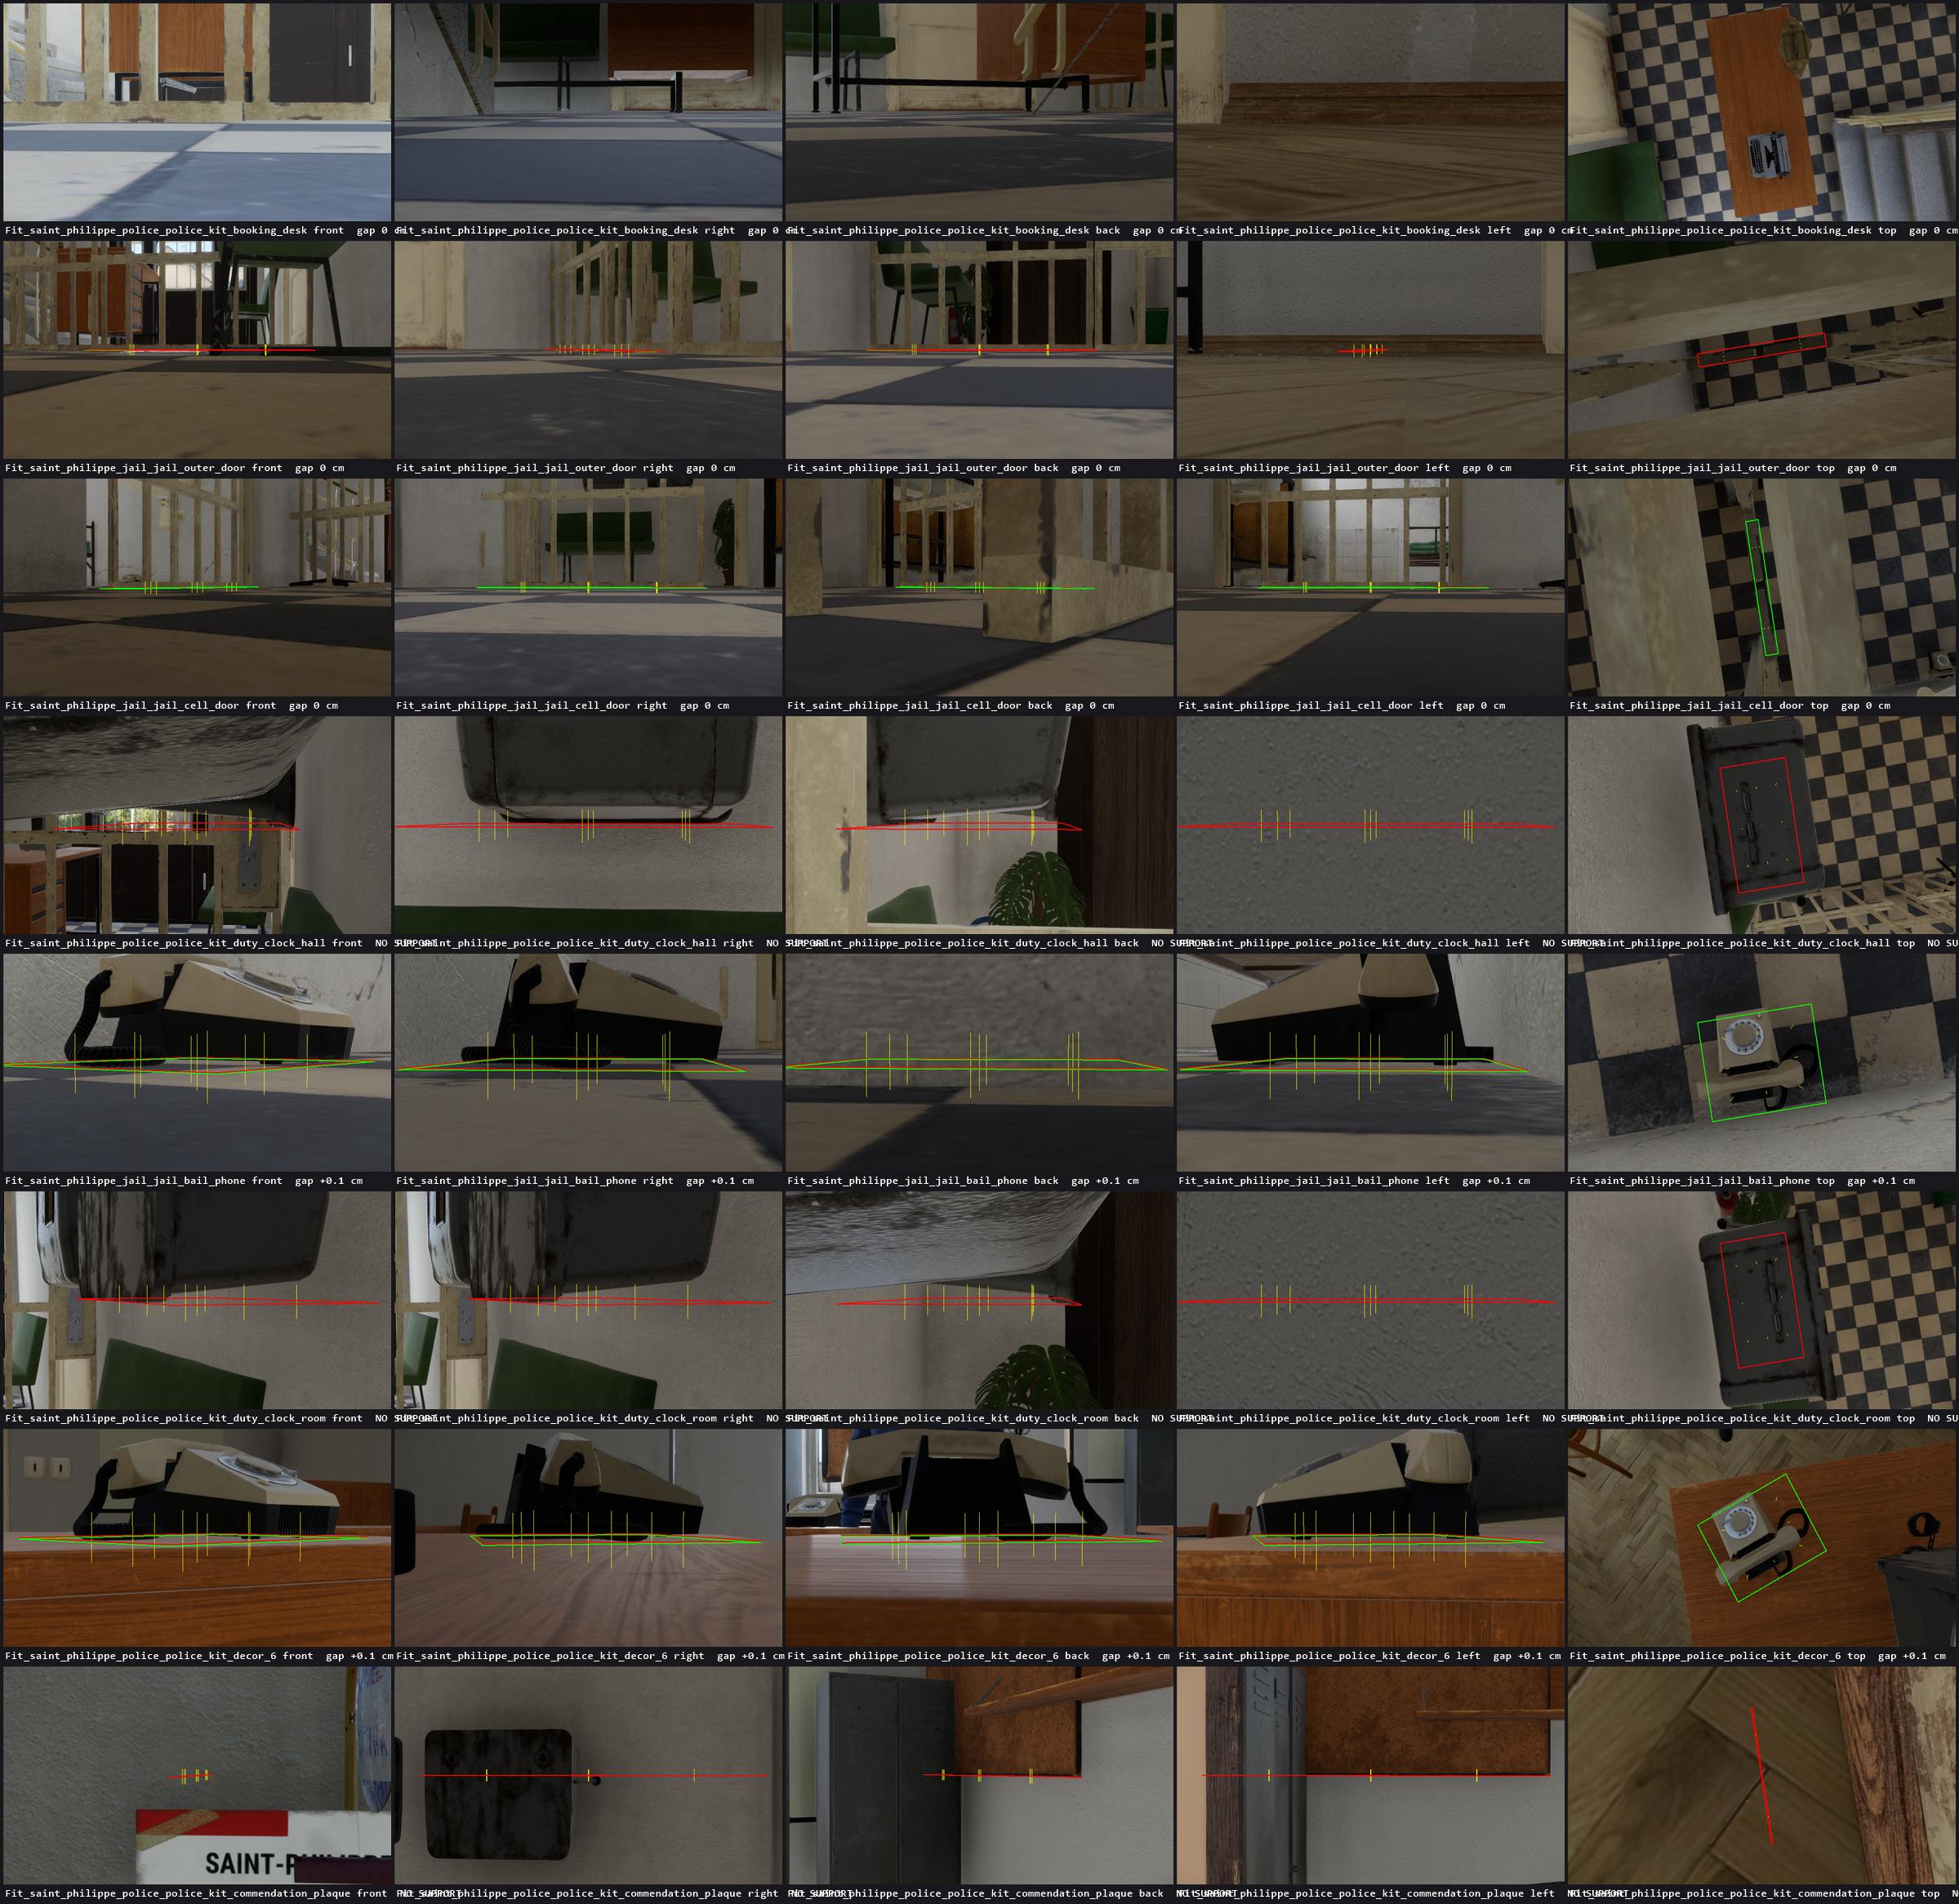 Fit_saint_philippe_police_police_kit_booking_desk front gap 0 cm
Fit_saint_philippe_police_police_kit_booking_desk right gap 0 cm
Fit_saint_philippe_police_police_kit_booking_desk back gap 0 cm
Fit_saint_philippe_police_police_kit_booking_desk left gap 0 cm
Fit_saint_philippe_police_police_kit_booking_desk top gap 0 cm
Fit_saint_philippe_jail_jail_outer_door front gap 0 cm
Fit_saint_philippe_jail_jail_outer_door right gap 0 cm
Fit_saint_philippe_jail_jail_outer_door back gap 0 cm
Fit_saint_philippe_jail_jail_outer_door left gap 0 cm
Fit_saint_philippe_jail_jail_outer_door top gap 0 cm
Fit_saint_philippe_jail_jail_cell_door front gap 0 cm
Fit_saint_philippe_jail_jail_cell_door right gap 0 cm
Fit_saint_philippe_jail_jail_cell_door back gap 0 cm
Fit_saint_philippe_jail_jail_cell_door left gap 0 cm
Fit_saint_philippe_jail_jail_cell_door top gap 0 cm
Fit_saint_philippe_police_police_kit_duty_clock_hall front NO SUPPORT
Fit_saint_philippe_police_police_kit_duty_clock_hall right NO SUPPORT
Fit_saint_philippe_police_police_kit_duty_clock_hall back NO SUPPORT
Fit_saint_philippe_police_police_kit_duty_clock_hall left NO SUPPORT
Fit_saint_philippe_police_police_kit_duty_clock_hall top NO SU
Fit_saint_philippe_jail_jail_bail_phone front gap +0.1 cm
Fit_saint_philippe_jail_jail_bail_phone right gap +0.1 cm
Fit_saint_philippe_jail_jail_bail_phone back gap +0.1 cm
Fit_saint_philippe_jail_jail_bail_phone left gap +0.1 cm
Fit_saint_philippe_jail_jail_bail_phone top gap +0.1 cm
Fit_saint_philippe_police_police_kit_duty_clock_room front NO SUPPORT
Fit_saint_philippe_police_police_kit_duty_clock_room right NO SUPPORT
Fit_saint_philippe_police_police_kit_duty_clock_room back NO SUPPORT
Fit_saint_philippe_police_police_kit_duty_clock_room left NO SUPPORT
Fit_saint_philippe_police_police_kit_duty_clock_room top NO SU
Fit_saint_philippe_police_police_kit_decor_6 front gap +0.1 cm
Fit_saint_philippe_police_police_kit_decor_6 right gap +0.1 cm
Fit_saint_philippe_police_police_kit_decor_6 back gap +0.1 cm
Fit_saint_philippe_police_police_kit_decor_6 left gap +0.1 cm
Fit_saint_philippe_police_police_kit_decor_6 top gap +0.1 cm
Fit_saint_philippe_police_police_kit_commendation_plaque front NO SUPPORT
Fit_saint_philippe_police_police_kit_commendation_plaque right NO SUPPORT
Fit_saint_philippe_police_police_kit_commendation_plaque back NO SUPPORT
Fit_saint_philippe_police_police_kit_commendation_plaque left NO SUPPORT
Fit_saint_philippe_police_police_kit_commendation_plaque top